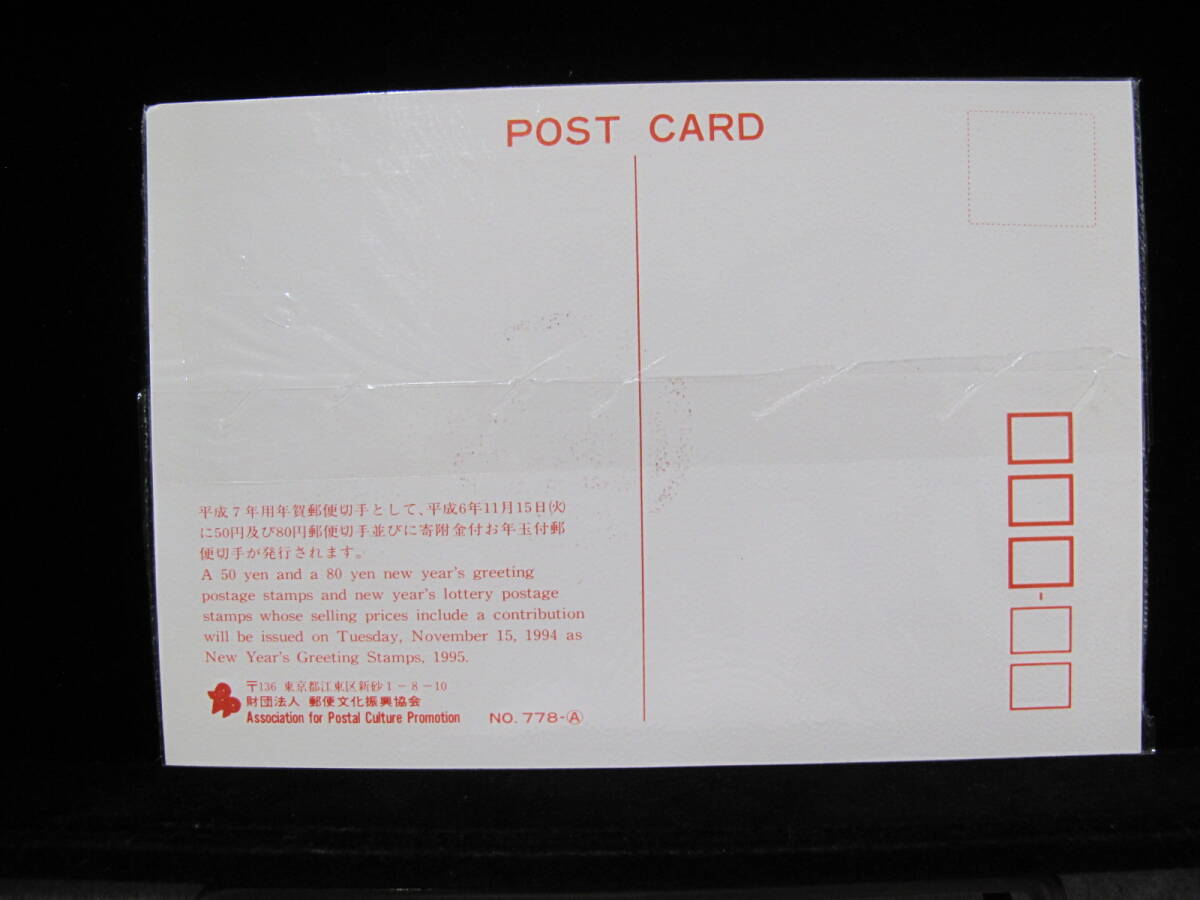 POST CARD
平成7年用年賀郵便切手として、平成6年11月15日㈫
に50円及び80円郵便切手並びに寄附金付お年玉付郵
便切手が発行されます。
A 50 yen and a 80 yen new year's greeting
postage stamps and new year's lottery postage
stamps whose selling prices include a contribution
will be issued on Tuesday, November 15, 1994 as
New Year's Greeting Stamps, 1995.
〒136 東京都江東区新砂1-8-10
財団法人 郵便文化振興協会
Association for Postal Culture Promotion NO. 778-Ⓐ